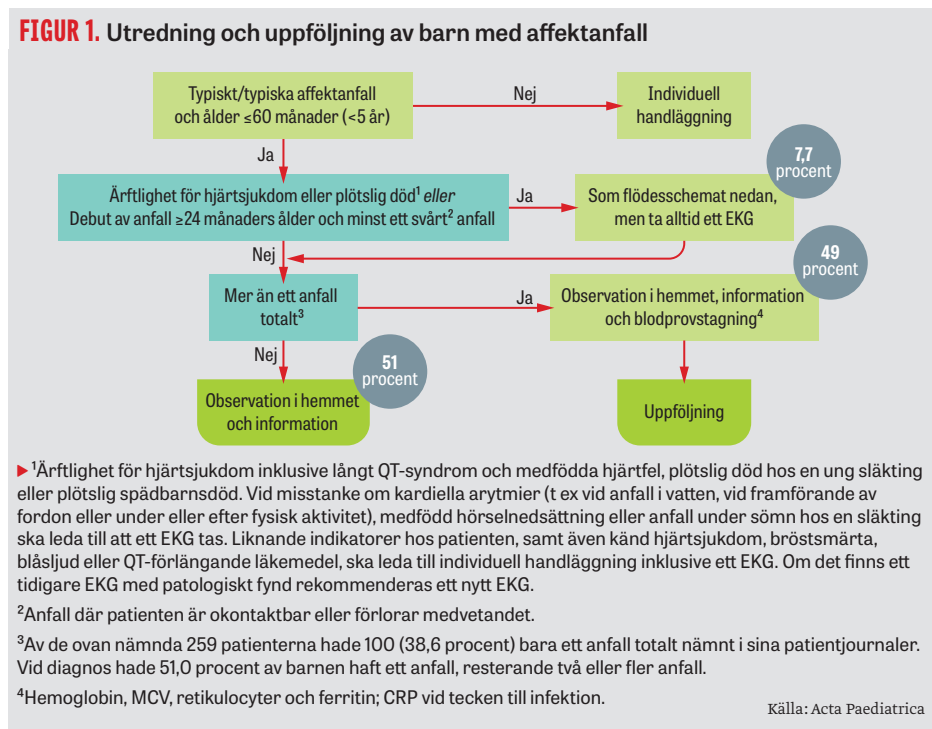 FIGUR 1. Utredning och uppföljning av barn med affektanfall
Typiskt/typiska affektanfall
och ålder ≤60 månader (<5 år)
Nej
Individuell
handläggning
Ja
7,7
procent
Ärftlighet för hjärtsjukdom eller plötslig död¹ eller
Debut av anfall ≥24 månaders ålder och minst ett svårt² anfall
Ja
Som flödesschemat nedan,
men ta alltid ett EKG
Nej
49
procent
Mer än ett anfall
totalt³
Ja
Observation i hemmet, information
och blodprovstagning⁴
Nej
51
procent
Observation i hemmet
och information
Uppföljning
¹Ärftlighet för hjärtsjukdom inklusive långt QT-syndrom och medfödda hjärtfel, plötslig död hos en ung släkting
eller plötslig spädbarnsdöd. Vid misstanke om kardiella arytmier (t ex vid anfall i vatten, vid framförande av
fordon eller under eller efter fysisk aktivitet), medfödd hörselnedsättning eller anfall under sömn hos en släkting
ska leda till att ett EKG tas. Liknande indikatorer hos patienten, samt även känd hjärtsjukdom, bröstsmärta,
blåsljud eller QT-förlängande läkemedel, ska leda till individuell handläggning inklusive ett EKG. Om det finns ett
tidigare EKG med patologiskt fynd rekommenderas ett nytt EKG.
²Anfall där patienten är okontaktbar eller förlorar medvetandet.
³Av de ovan nämnda 259 patienterna hade 100 (38,6 procent) bara ett anfall totalt nämnt i sina patientjournaler.
Vid diagnos hade 51,0 procent av barnen haft ett anfall, resterande två eller fler anfall.
⁴Hemoglobin, MCV, retikulocyter och ferritin; CRP vid tecken till infektion.
Källa: Acta Paediatrica